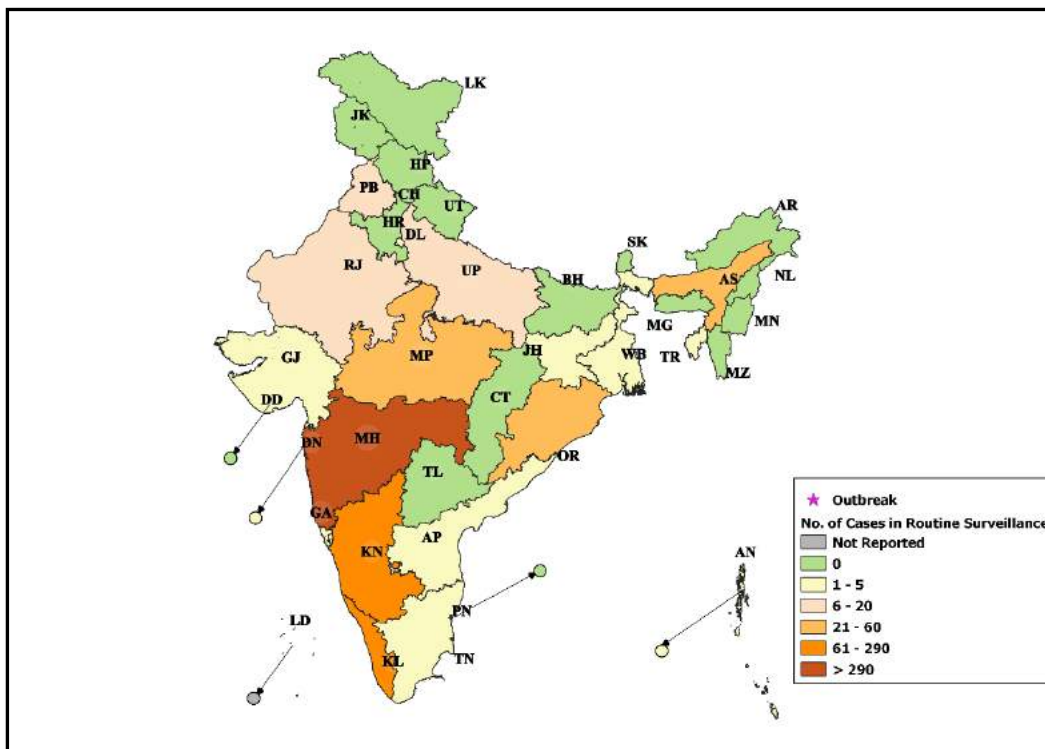 LK
JK
HP
PB
CH
UT
HR
DL
AR
SK
RJ
UP
BH
AS
NL
MG
MN
GJ
MP
JH
WB
TR
MZ
DD
CT
DN
MH
OR
TL
GA
AP
KN
AN
PN
LD
KL
TN
Outbreak
No. of Cases in Routine Surveillance
Not Reported
0
1 - 5
6 - 20
21 - 60
61 - 290
> 290